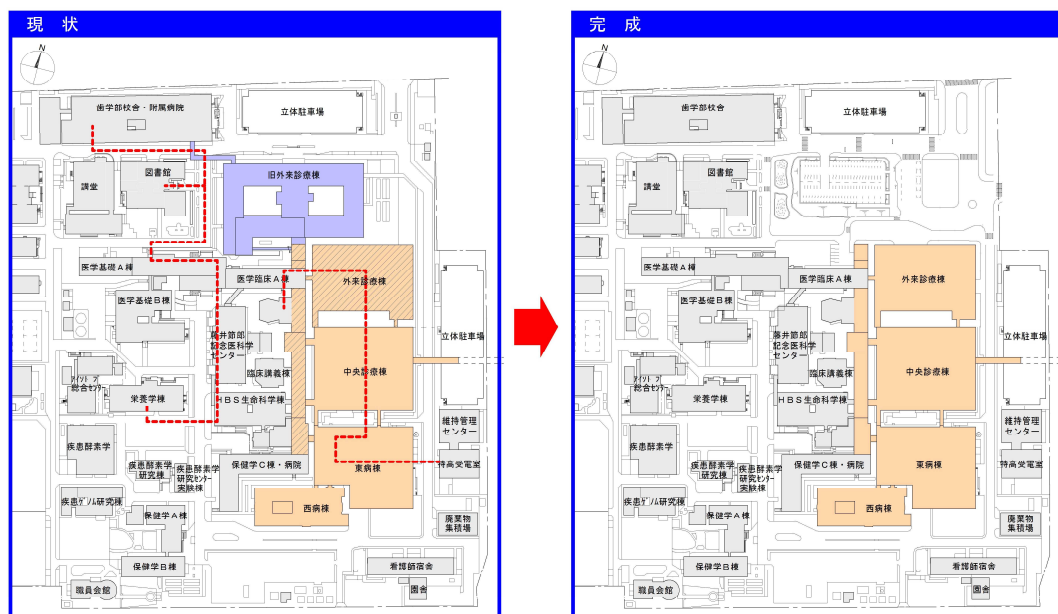 現 状
N
歯学部校舎・附属病院
立体駐車場
図書館
講堂
旧外来診療棟
医学基礎A棟
医学臨床A棟
外来診療棟
医学基礎B棟
藤井節郎
記念医科学
センター
立体駐車場
臨床講義棟
中央診療棟
アイソトープ
総合センター
栄養学棟
HBS生命科学棟
維持管理
センター
疾患酵素学
疾患酵素学
研究棟
疾患酵素学
研究センター
実験棟
保健学C棟・病院
東病棟
特高受電室
疾患ゲノム研究棟
保健学A棟
西病棟
廃棄物
集積場
保健学B棟
看護師宿舎
職員会館
園舎
完 成
N
歯学部校舎
立体駐車場
図書館
講堂
医学基礎A棟
医学臨床A棟
外来診療棟
医学基礎B棟
藤井節郎
記念医科学
センター
立体駐車場
臨床講義棟
中央診療棟
アイソトープ
総合センター
栄養学棟
HBS生命科学棟
維持管理
センター
疾患酵素学
疾患酵素学
研究棟
疾患酵素学
研究センター
実験棟
保健学C棟・病院
東病棟
特高受電室
疾患ゲノム研究棟
保健学A棟
西病棟
廃棄物
集積場
保健学B棟
看護師宿舎
職員会館
園舎